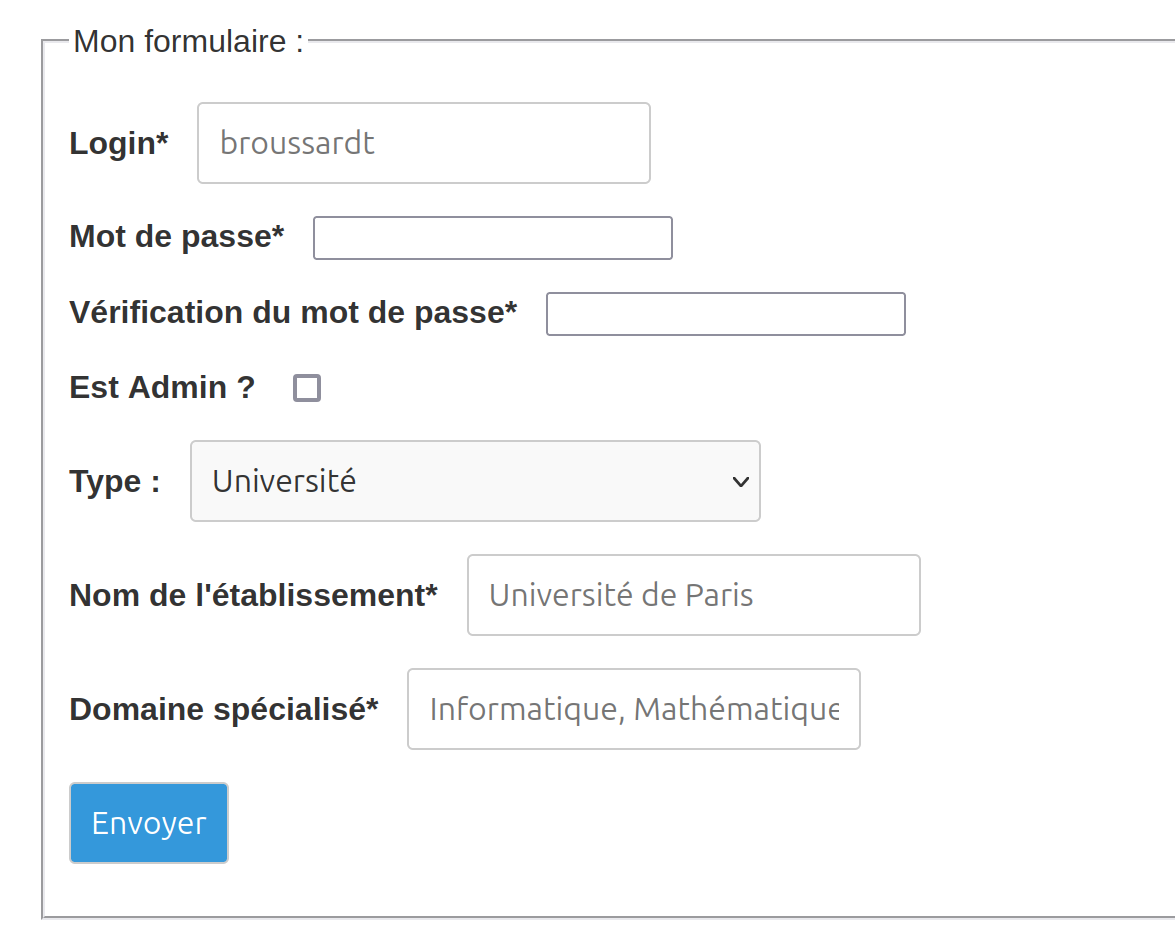 Mon formulaire :
Login* broussardt
Mot de passe*
Vérification du mot de passe*
Est Admin ?
Type : Université
Nom de l'établissement* Université de Paris
Domaine spécialisé* Informatique, Mathématique
Envoyer